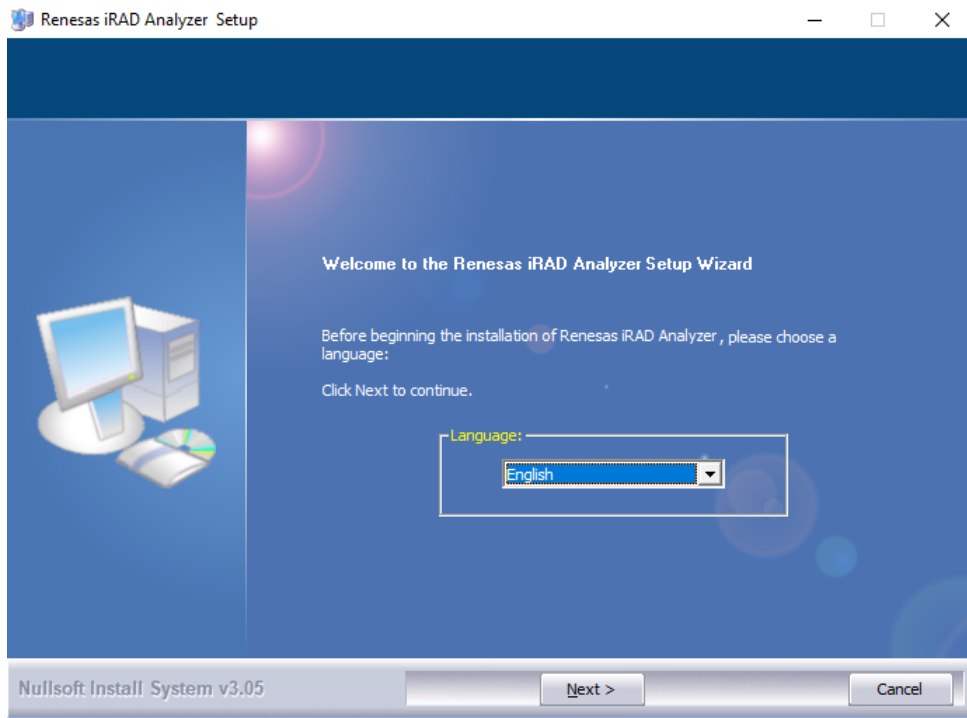 Renesas iRAD Analyzer Setup
Welcome to the Renesas iRAD Analyzer Setup Wizard
Before beginning the installation of Renesas iRAD Analyzer, please choose a
language:
Click Next to continue.
Language:
English
Nullsoft Install System v3.05
Next >
Cancel